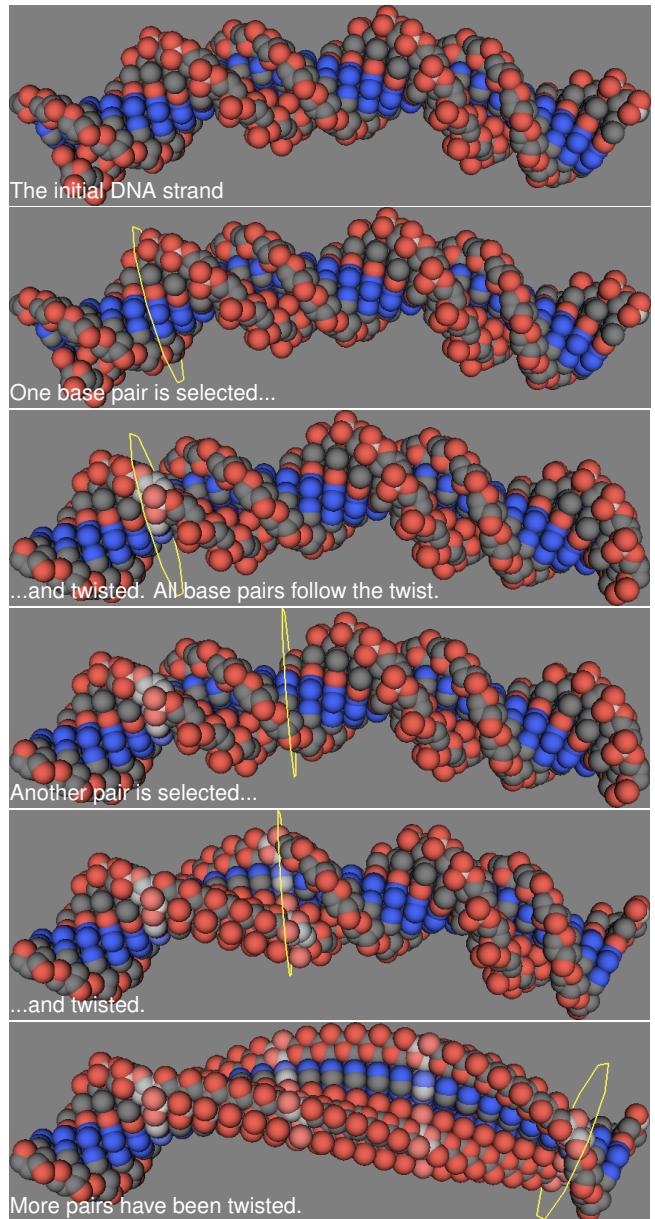 The initial DNA strand
One base pair is selected...
...and twisted. All base pairs follow the twist.
Another pair is selected...
...and twisted.
More pairs have been twisted.